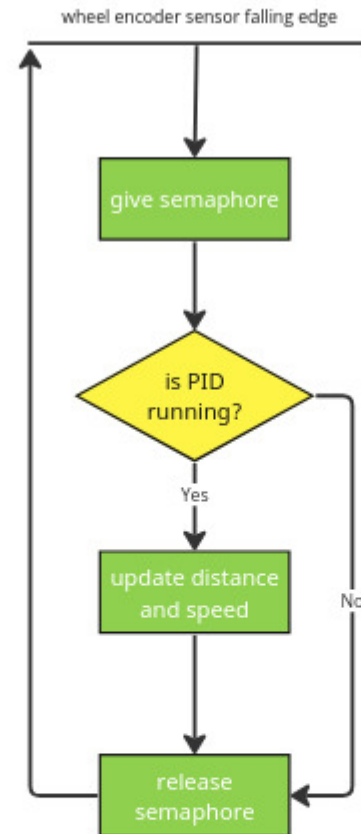 wheel encoder sensor falling edge
give semaphore
is PID
running?
Yes
update distance
and speed
No
release
semaphore